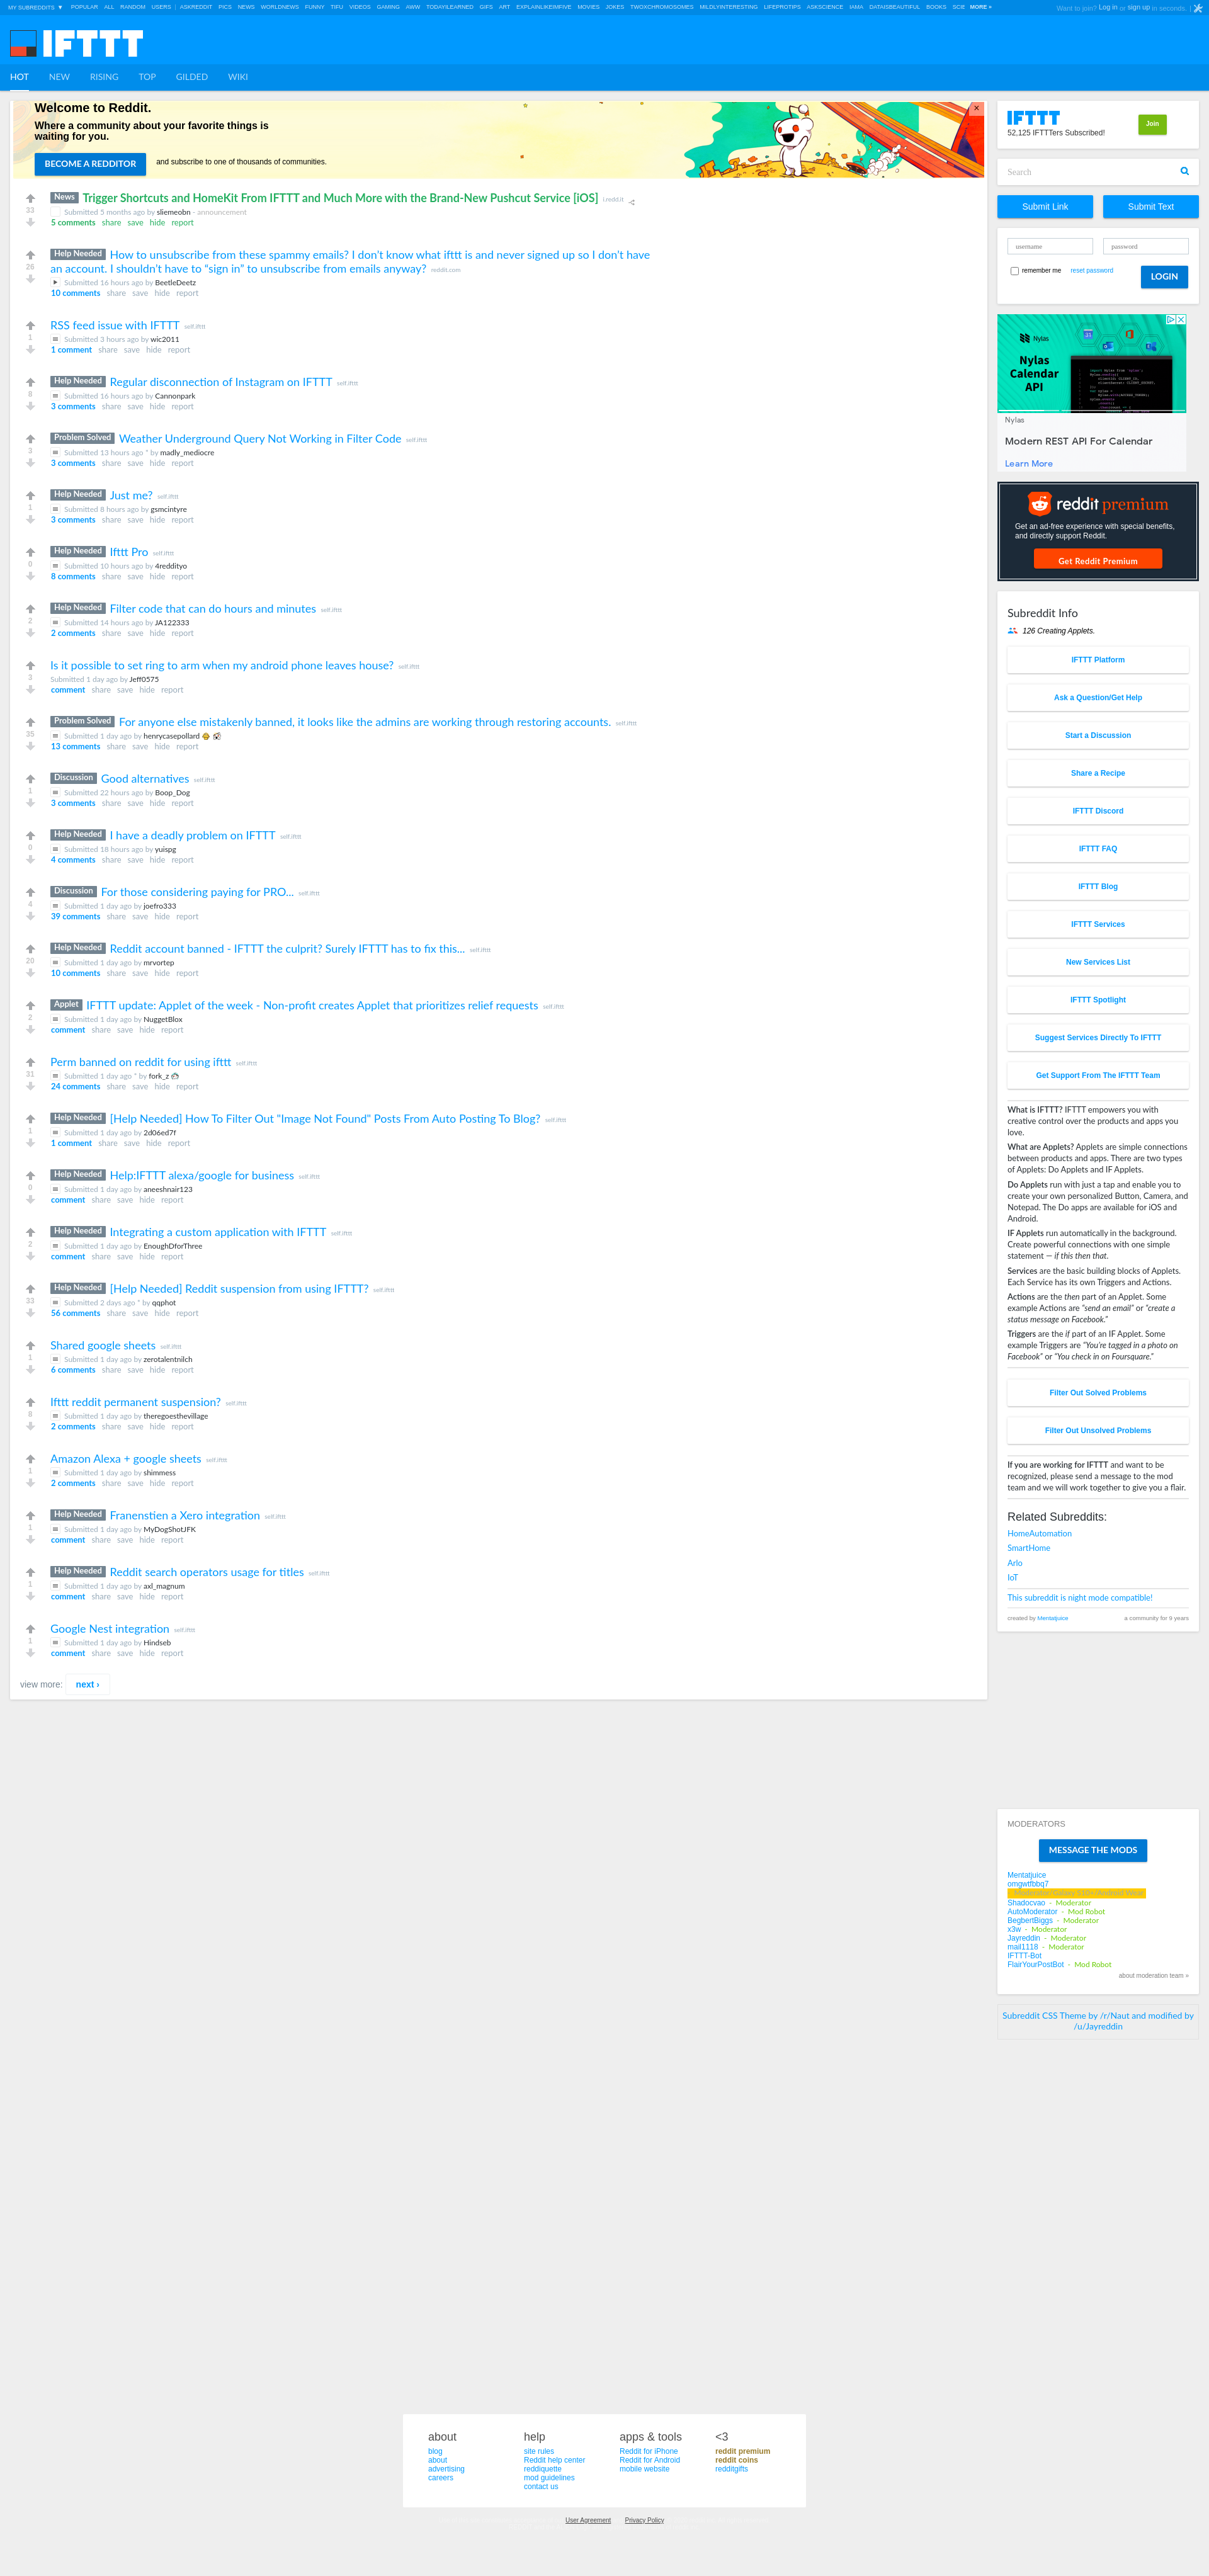 MY SUBREDDITS ▼ POPULAR ALL RANDOM USERS | ASKREDDIT PICS NEWS WORLDNEWS FUNNY TIFU VIDEOS GAMING AWW TODAYILEARNED GIFS ART EXPLAINLIKEIMFIVE MOVIES JOKES TWOXCHROMOSOMES MILDLYINTERESTING LIFEPROTIPS ASKSCIENCE IAMA DATAISBEAUTIFUL BOOKS SCIE MORE »
Want to join? Log in or sign up in seconds. |
IFTTT
HOT NEW RISING TOP GILDED WIKI
Welcome to Reddit.
Where a community about your favorite things is
waiting for you.
BECOME A REDDITOR and subscribe to one of thousands of communities.
×
33
News Trigger Shortcuts and HomeKit From IFTTT and Much More with the Brand-New Pushcut Service [iOS] i.redd.it
Submitted 5 months ago by sliemeobn - announcement
5 comments share save hide report
26
Help Needed How to unsubscribe from these spammy emails? I don't know what ifttt is and never signed up so I don't have
an account. I shouldn't have to “sign in” to unsubscribe from emails anyway? reddit.com
Submitted 16 hours ago by BeetleDeetz
10 comments share save hide report
1
RSS feed issue with IFTTT self.ifttt
Submitted 3 hours ago by wic2011
1 comment share save hide report
8
Help Needed Regular disconnection of Instagram on IFTTT self.ifttt
Submitted 16 hours ago by Cannonpark
3 comments share save hide report
3
Problem Solved Weather Underground Query Not Working in Filter Code self.ifttt
Submitted 13 hours ago * by madly_mediocre
3 comments share save hide report
1
Help Needed Just me? self.ifttt
Submitted 8 hours ago by gsmcintyre
3 comments share save hide report
0
Help Needed Ifttt Pro self.ifttt
Submitted 10 hours ago by 4reddityo
8 comments share save hide report
2
Help Needed Filter code that can do hours and minutes self.ifttt
Submitted 14 hours ago by JA122333
2 comments share save hide report
3
Is it possible to set ring to arm when my android phone leaves house? self.ifttt
Submitted 1 day ago by Jeff0575
comment share save hide report
35
Problem Solved For anyone else mistakenly banned, it looks like the admins are working through restoring accounts. self.ifttt
Submitted 1 day ago by henrycasepollard
13 comments share save hide report
1
Discussion Good alternatives self.ifttt
Submitted 22 hours ago by Boop_Dog
3 comments share save hide report
0
Help Needed I have a deadly problem on IFTTT self.ifttt
Submitted 18 hours ago by yuispg
4 comments share save hide report
4
Discussion For those considering paying for PRO... self.ifttt
Submitted 1 day ago by joefro333
39 comments share save hide report
20
Help Needed Reddit account banned - IFTTT the culprit? Surely IFTTT has to fix this... self.ifttt
Submitted 1 day ago by mrvortep
10 comments share save hide report
2
Applet IFTTT update: Applet of the week - Non-profit creates Applet that prioritizes relief requests self.ifttt
Submitted 1 day ago by NuggetBlox
comment share save hide report
31
Perm banned on reddit for using ifttt self.ifttt
Submitted 1 day ago * by fork_z
24 comments share save hide report
1
Help Needed [Help Needed] How To Filter Out "Image Not Found" Posts From Auto Posting To Blog? self.ifttt
Submitted 1 day ago by 2d06ed7f
1 comment share save hide report
0
Help Needed Help:IFTTT alexa/google for business self.ifttt
Submitted 1 day ago by aneeshnair123
comment share save hide report
2
Help Needed Integrating a custom application with IFTTT self.ifttt
Submitted 1 day ago by EnoughDforThree
comment share save hide report
33
Help Needed [Help Needed] Reddit suspension from using IFTTT? self.ifttt
Submitted 2 days ago * by qqphot
56 comments share save hide report
1
Shared google sheets self.ifttt
Submitted 1 day ago by zerotalentnilch
6 comments share save hide report
8
Ifttt reddit permanent suspension? self.ifttt
Submitted 1 day ago by theregoesthevillage
2 comments share save hide report
1
Amazon Alexa + google sheets self.ifttt
Submitted 1 day ago by shimmess
2 comments share save hide report
1
Help Needed Franenstien a Xero integration self.ifttt
Submitted 1 day ago by MyDogShotJFK
comment share save hide report
1
Help Needed Reddit search operators usage for titles self.ifttt
Submitted 1 day ago by axl_magnum
comment share save hide report
1
Google Nest integration self.ifttt
Submitted 1 day ago by Hindseb
comment share save hide report
view more: next ›
IFTTT
52,125 IFTTTers Subscribed!
Join
Search
Submit Link Submit Text
username password
remember me reset password LOGIN
Nylas
Nylas
Calendar
API
Nylas
Modern REST API For Calendar
Learn More
reddit premium
Get an ad-free experience with special benefits,
and directly support Reddit.
Get Reddit Premium
Subreddit Info
126 Creating Applets.
IFTTT Platform
Ask a Question/Get Help
Start a Discussion
Share a Recipe
IFTTT Discord
IFTTT FAQ
IFTTT Blog
IFTTT Services
New Services List
IFTTT Spotlight
Suggest Services Directly To IFTTT
Get Support From The IFTTT Team
What is IFTTT? IFTTT empowers you with
creative control over the products and apps you
love.
What are Applets? Applets are simple connections
between products and apps. There are two types
of Applets: Do Applets and IF Applets.
Do Applets run with just a tap and enable you to
create your own personalized Button, Camera, and
Notepad. The Do apps are available for iOS and
Android.
IF Applets run automatically in the background.
Create powerful connections with one simple
statement — if this then that.
Services are the basic building blocks of Applets.
Each Service has its own Triggers and Actions.
Actions are the then part of an Applet. Some
example Actions are “send an email” or “create a
status message on Facebook.”
Triggers are the if part of an IF Applet. Some
example Triggers are “You're tagged in a photo on
Facebook” or “You check in on Foursquare.”
Filter Out Solved Problems
Filter Out Unsolved Problems
If you are working for IFTTT and want to be
recognized, please send a message to the mod
team and we will work together to give you a flair.
Related Subreddits:
HomeAutomation
SmartHome
Arlo
IoT
This subreddit is night mode compatible!
created by Mentatjuice a community for 9 years
MODERATORS
MESSAGE THE MODS
Mentatjuice
omgwtfbbq7
Shadocvao - Moderator
AutoModerator - Mod Robot
BegbertBiggs - Moderator
x3w - Moderator
Jayreddin - Moderator
mail1118 - Moderator
IFTTT-Bot
FlairYourPostBot - Mod Robot
about moderation team »
Subreddit CSS Theme by /r/Naut and modified by
/u/Jayreddin
about help apps & tools <3
blog site rules Reddit for iPhone reddit premium
about Reddit help center Reddit for Android reddit coins
advertising reddiquette mobile website redditgifts
careers mod guidelines
contact us
User Agreement Privacy Policy